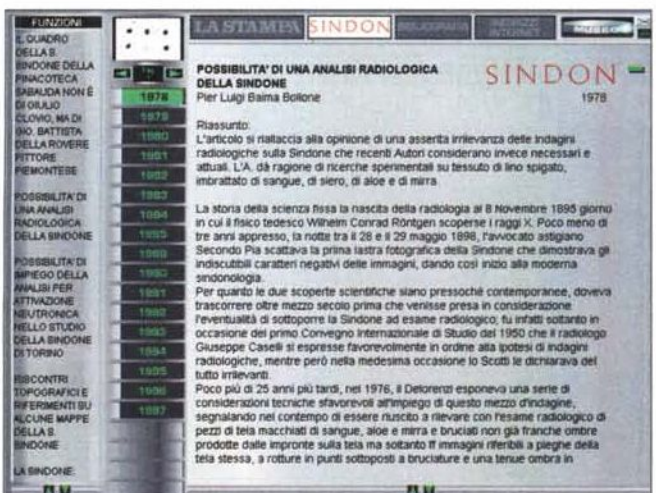 FUNZIONI
IL QUADRO
DELLA S.
SINDONE DELLA
PINACOTECA
SABAUDA NON È
DI GIULIO
CLOVIO, MA DI
GIO. BATTISTA
DELLA ROVERE
PITTORE
PIEMONTESE
POSSIBILITA' DI
UNA ANALISI
RADIOLOGICA
DELLA SINDONE
POSSIBILITA' DI
IMPIEGO DELLA
ANALISI PER
ATTIVAZIONE
NEUTRONICA
NELLO STUDIO
DELLA SINDONE
DI TORINO
RISCONTRI
TOPOGRAFICI E
RIFERIMENTI SU
ALCUNE MAPPE
DELLA S.
SINDONE
LA SINDONE:
1978
1979
1980
1981
1982
1983
1984
1985
1990
1991
1992
1993
1994
1995
1996
1997
LA STAMPA
SINDON
INTERNET
POSSIBILITA' DI UNA ANALISI RADIOLOGICA
DELLA SINDONE
Pier Luigi Baima Bollone
SINDON
1978
Riassunto:
L'articolo si riallaccia alla opinione di una asserita irrilevanza delle indagini
radiologiche sulla Sindone che recenti Autori considerano invece necessari e
attuali. L'A. dà ragione di ricerche sperimentali su tessuto di lino spigato,
imbrattato di sangue, di siero, di aloe e di mirra.
La storia della scienza fissa la nascita della radiologia al 8 Novembre 1895 giorno
in cui il fisico tedesco Wilhelm Conrad Röntgen scoperse i raggi X. Poco meno di
tre anni appresso, la notte tra il 28 e il 29 maggio 1898, l'avvocato astigiano
Secondo Pia scattava la prima lastra fotografica della Sindone che dimostrava gli
indiscutibili caratteri negativi delle immagini, dando così inizio alla moderna
sindonologia.
Per quanto le due scoperte scientifiche siano pressoché contemporanee, doveva
trascorrere oltre mezzo secolo prima che venisse presa in considerazione
l'eventualità di sottoporre la Sindone ad esame radiologico; fu infatti soltanto in
occasione del primo Convegno Internazionale di Studio del 1950 che il radiologo
Giuseppe Caselli si espresse favorevolmente in ordine alla ipotesi di indagini
radiologiche, mentre però nella medesima occasione lo Scotti le dichiarava del
tutto irrilevanti.
Poco più di 25 anni più tardi, nel 1976, il Delorenzi esponeva una serie di
considerazioni tecniche sfavorevoli all'impiego di questo mezzo d'indagine,
segnalando nel contempo di essere riuscito a rilevare con l'esame radiologico di
pezzi di tela macchiati di sangue, aloe e mirra e bruciati non già franche ombre
prodotte dalle impronte sulla tela ma soltanto ff immagini riferibili a pieghe della
tela stessa, a rotture in punti sottoposti a bruciature e una tenue ombra in